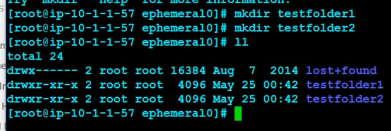 Try 'mkdir --help' for more information.
[root@ip-10-1-1-57 ephemeral0]# mkdir testfolder1
[root@ip-10-1-1-57 ephemeral0]# mkdir testfolder2
[root@ip-10-1-1-57 ephemeral0]# ll
total 24
drwx------ 2 root root 16384 Aug 7 2014 lost+found
drwxr-xr-x 2 root root 4096 May 25 00:42 testfolder1
drwxr-xr-x 2 root root 4096 May 25 00:42 testfolder2
[root@ip-10-1-1-57 ephemeral0]#